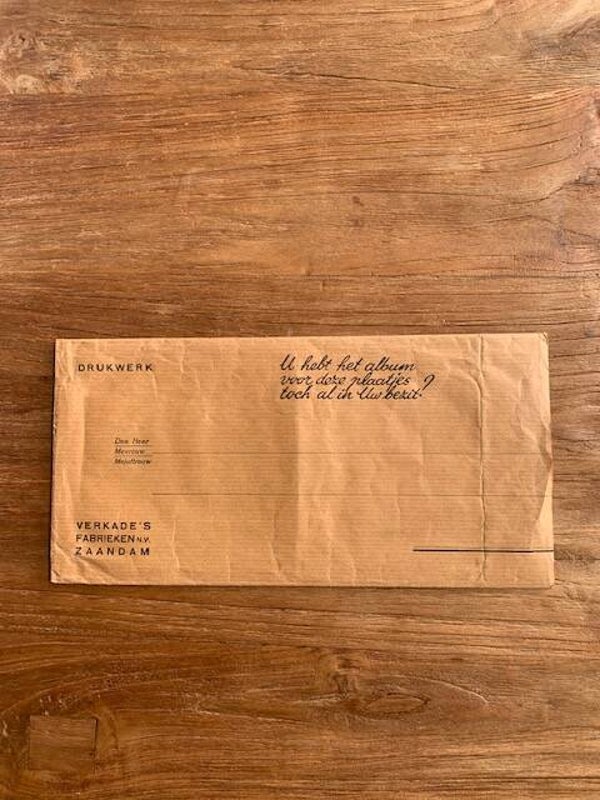 DRUKWERK
U hebt het album
voor deze plaatjes ?
toch al in Uw bezit.
Den Heer
Mevrouw
Mejuffrouw
VERKADE'S
FABRIEKEN N.V.
ZAANDAM